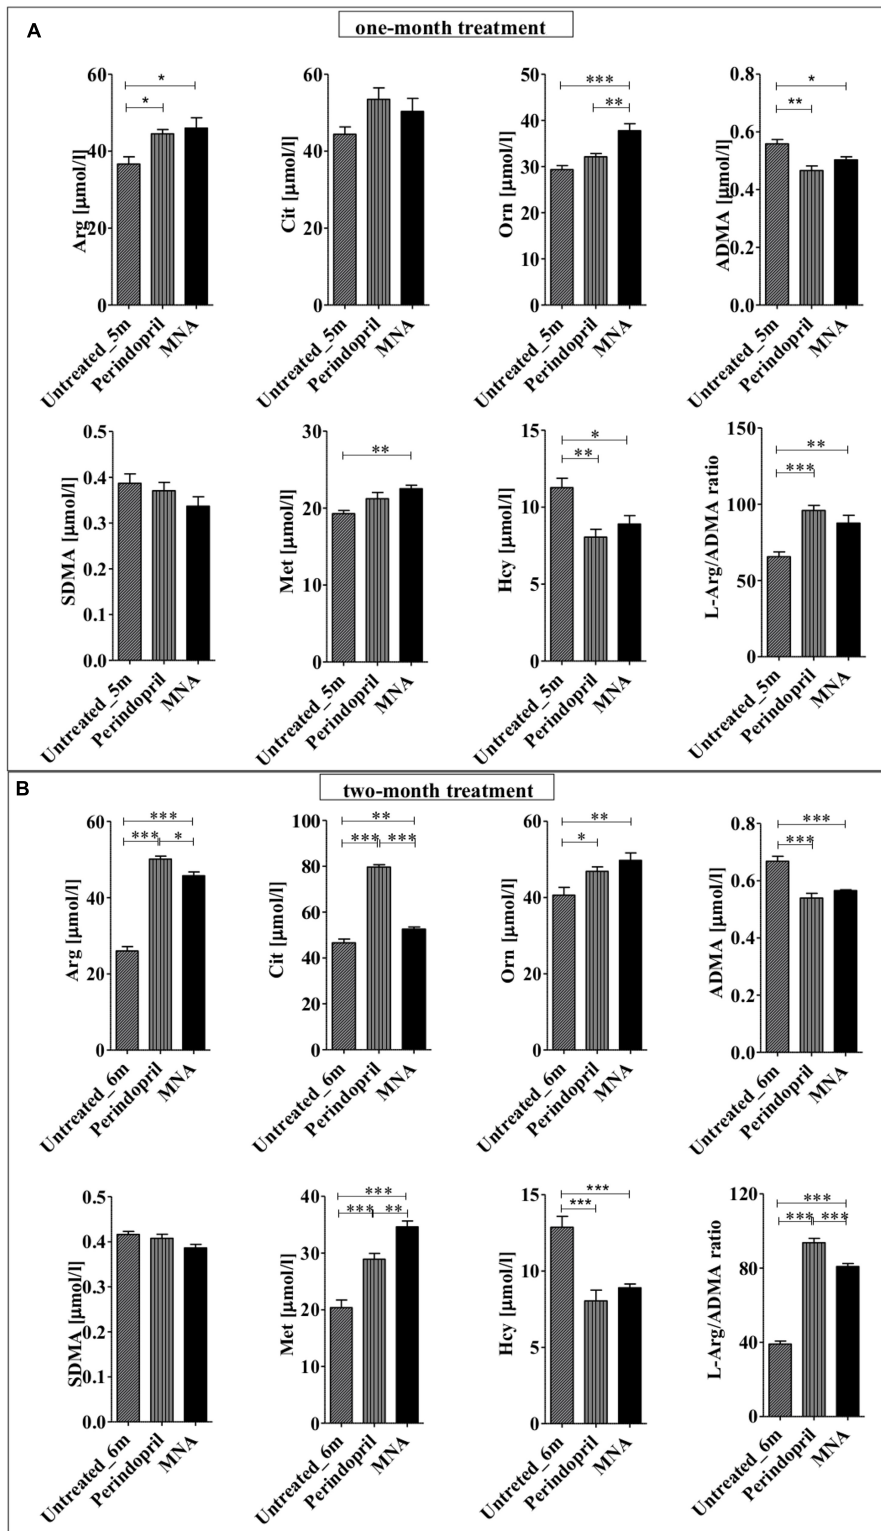 A
one-month treatment
* *
Arg [µmol/l]
60
40
20
0
Untreated_5m
Perindopril
MNA
Cit [µmol/l]
60
40
20
0
Untreated_5m
Perindopril
MNA
*** **
Orn [µmol/l]
50
40
30
20
10
0
Untreated_5m
Perindopril
MNA
* **
ADMA [µmol/l]
0.8
0.6
0.4
0.2
0.0
Untreated_5m
Perindopril
MNA
SDMA [µmol/l]
0.5
0.4
0.3
0.2
0.1
0.0
Untreated_5m
Perindopril
MNA
**
Met [µmol/l]
30
20
10
0
Untreated_5m
Perindopril
MNA
* **
Hcy [µmol/l]
15
10
5
0
Untreated_5m
Perindopril
MNA
** ***
L-Arg/ADMA ratio
150
100
50
0
Untreated_5m
Perindopril
MNA
B
two-month treatment
*** *** *
Arg [µmol/l]
60
40
20
0
Untreated_6m
Perindopril
MNA
** *** ***
Cit [µmol/l]
100
80
60
40
20
0
Untreated_6m
Perindopril
MNA
** *
Orn [µmol/l]
60
40
20
0
Untreated_6m
Perindopril
MNA
*** ***
ADMA [µmol/l]
0.8
0.6
0.4
0.2
0.0
Untreated_6m
Perindopril
MNA
SDMA [µmol/l]
0.5
0.4
0.3
0.2
0.1
0.0
Untreated_6m
Perindopril
MNA
*** *** **
Met [µmol/l]
40
30
20
10
0
Untreated_6m
Perindopril
MNA
*** ***
Hcy [µmol/l]
15
10
5
0
Untreted_6m
Perindopril
MNA
*** *** ***
L-Arg/ADMA ratio
120
80
40
0
Untreated_6m
Perindopril
MNA